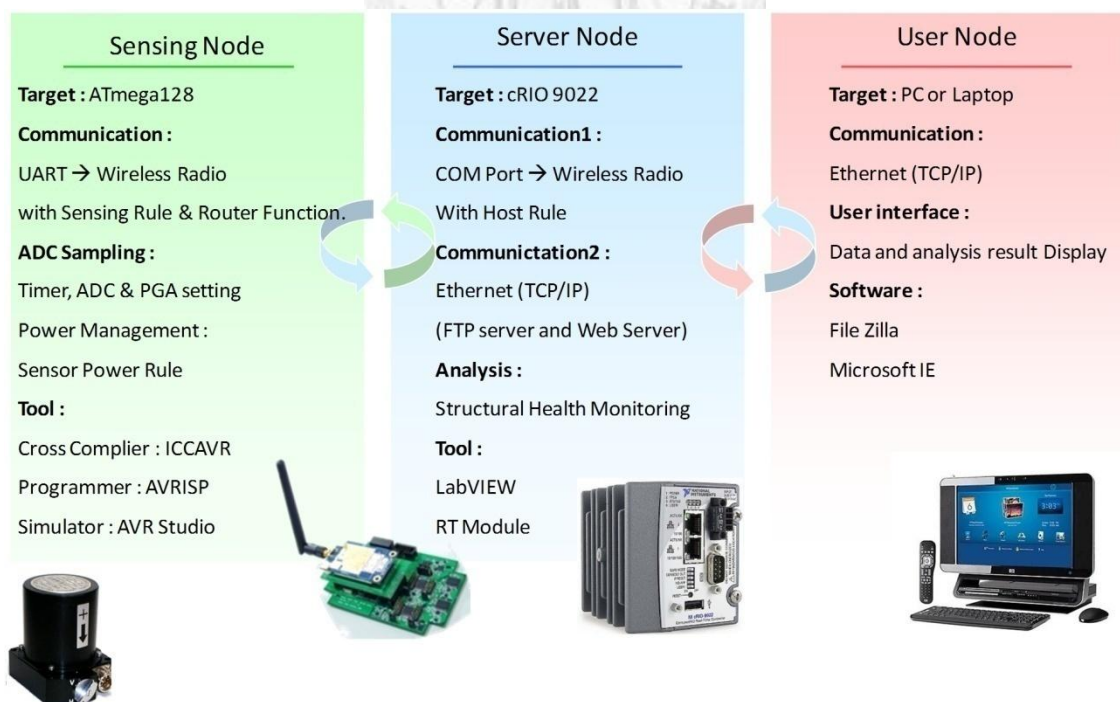 Sensing Node
Target : ATmega128
Communication :
UART → Wireless Radio
with Sensing Rule & Router Function.
ADC Sampling :
Timer, ADC & PGA setting
Power Management :
Sensor Power Rule
Tool :
Cross Complier : ICCAVR
Programmer : AVRISP
Simulator : AVR Studio
Server Node
Target : cRIO 9022
Communication1 :
COM Port → Wireless Radio
With Host Rule
Communictation2 :
Ethernet (TCP/IP)
(FTP server and Web Server)
Analysis :
Structural Health Monitoring
Tool :
LabVIEW
RT Module
NATIONAL
INSTRUMENTS
User Node
Target : PC or Laptop
Communication :
Ethernet (TCP/IP)
User interface :
Data and analysis result Display
Software :
File Zilla
Microsoft IE